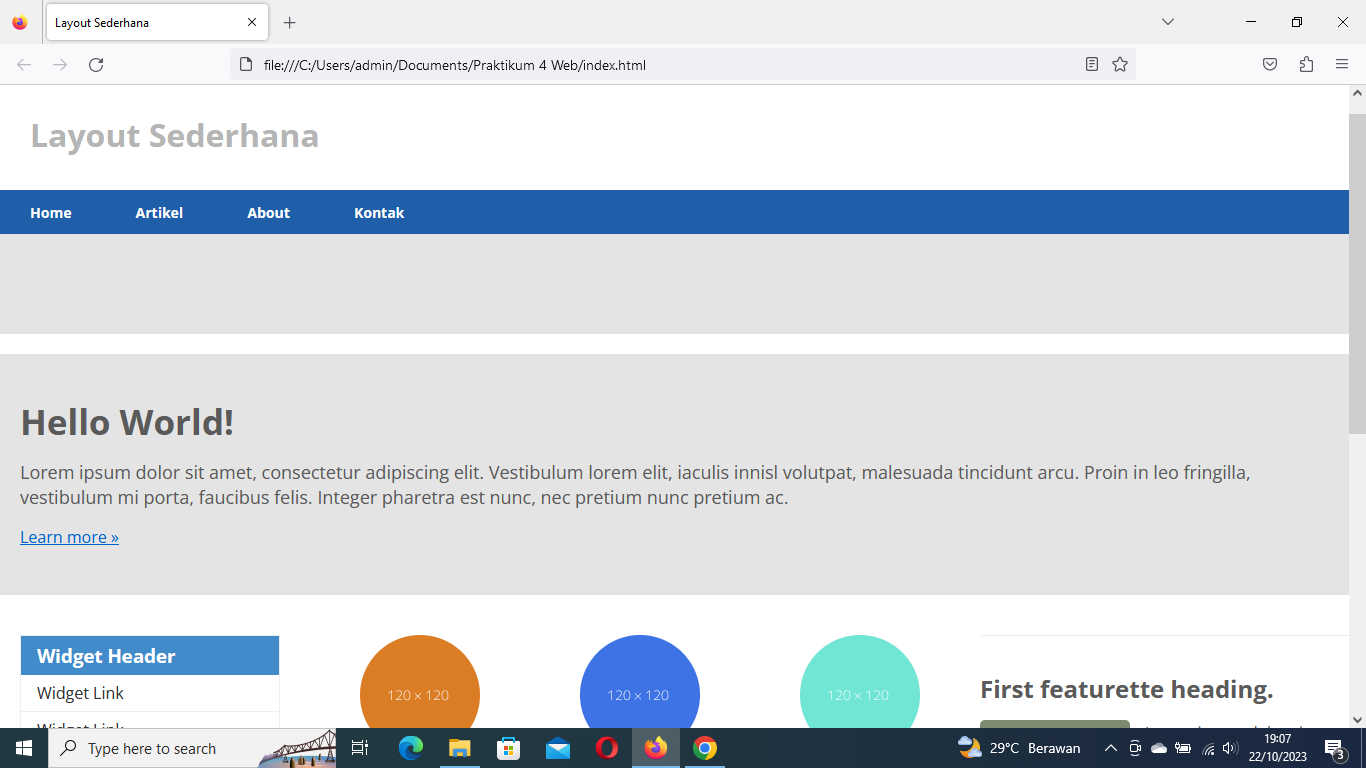 Layout Sederhana
file:///C:/Users/admin/Documents/Praktikum 4 Web/index.html
Layout Sederhana
Home Artikel About Kontak
Hello World!
Lorem ipsum dolor sit amet, consectetur adipiscing elit. Vestibulum lorem elit, iaculis innisl volutpat, malesuada tincidunt arcu. Proin in leo fringilla,
vestibulum mi porta, faucibus felis. Integer pharetra est nunc, nec pretium nunc pretium ac.
Learn more »
Widget Header
Widget Link
Widget Link
120 × 120 120 × 120 120 × 120
First featurette heading.
Type here to search
29°C Berawan
19:07
22/10/2023
3